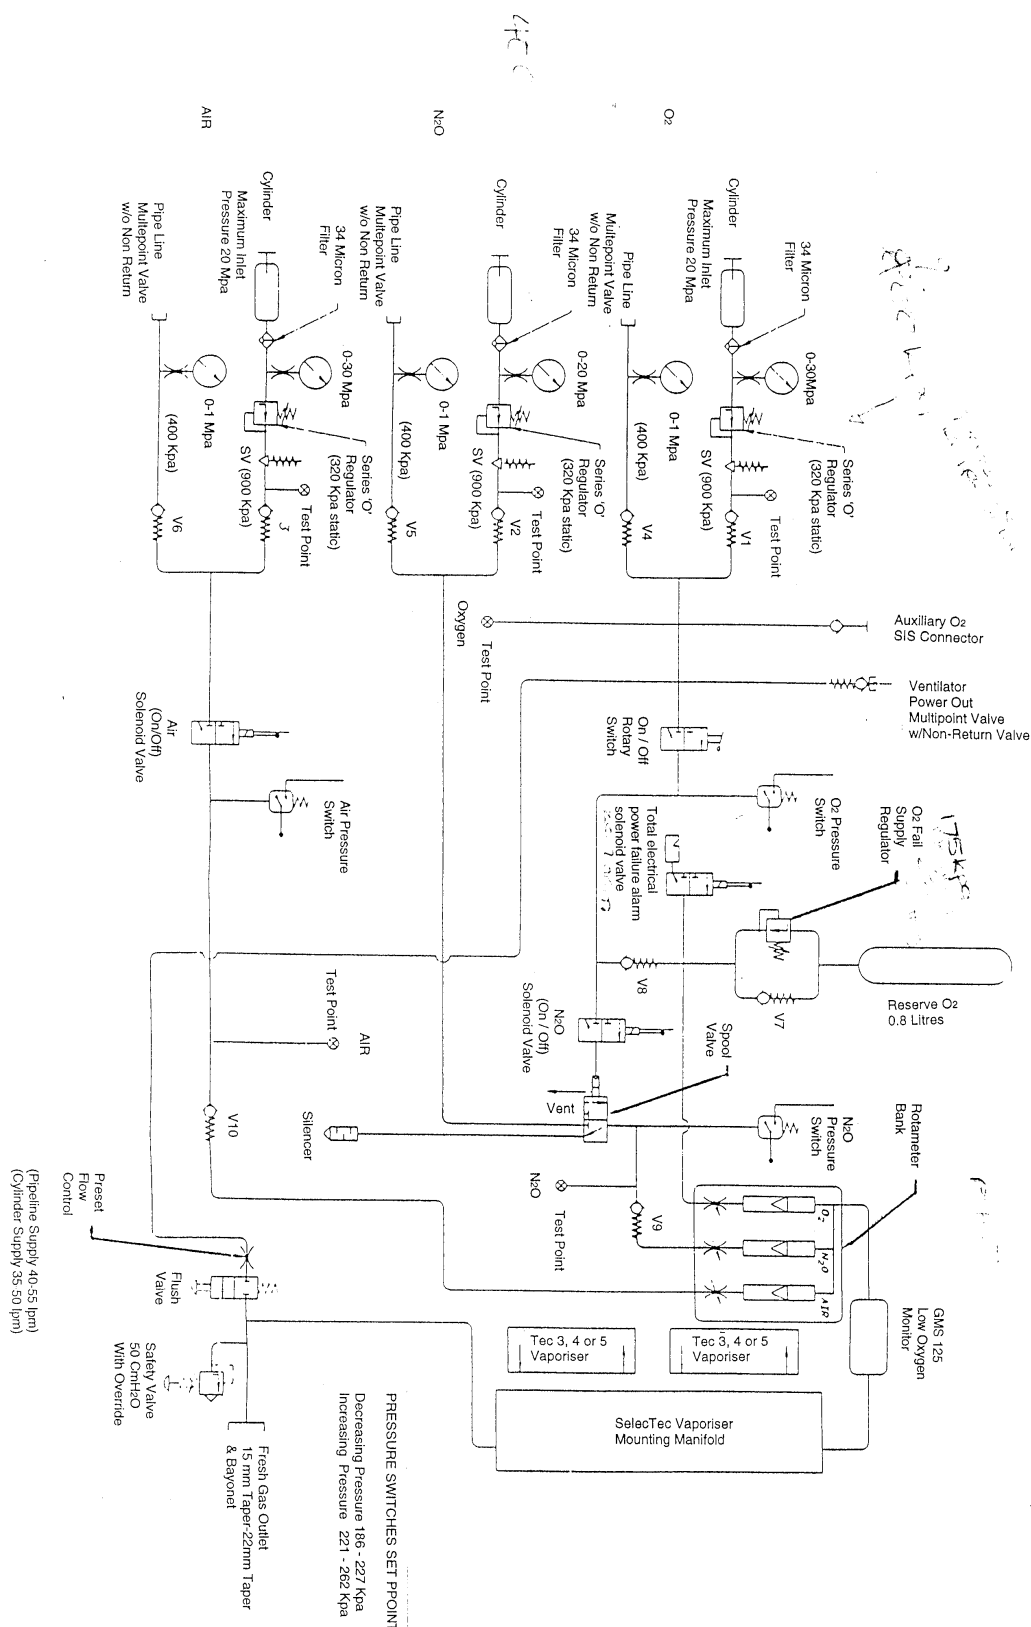 O2
Cylinder
Maximum Inlet
Pressure 20 Mpa
34 Micron
Filter
0-30Mpa
Series 'O'
Regulator
(320 Kpa static)
SV (900 Kpa)
Test Point
V1
Pipe Line
Multepoint Valve
w/o Non Return
0-1 Mpa
(400 Kpa)
V4
N2O
Cylinder
34 Micron
Filter
0-20 Mpa
Series 'O'
Regulator
(320 Kpa static)
SV (900 Kpa)
Test Point
V2
Pipe Line
Multepoint Valve
w/o Non Return
0-1 Mpa
(400 Kpa)
V5
AIR
Cylinder
Maximum Inlet
Pressure 20 Mpa
34 Micron
Filter
0-30 Mpa
Series 'O'
Regulator
(320 Kpa static)
SV (900 Kpa)
Test Point
3
Pipe Line
Multepoint Valve
w/o Non Return
0-1 Mpa
(400 Kpa)
V6
Auxiliary O2
SIS Connector
Oxygen
Test Point
Ventilator
Power Out
Multipoint Valve
w/Non-Return Valve
On / Off
Rotary
Switch
O2 Pressure
Switch
O2 Fail
Supply
Regulator
175 kpa
Total electrical
power failure alarm
solenoid valve
Air
(On/Off)
Solenoid Valve
Air Pressure
Switch
V8
V7
Reserve O2
0.8 Litres
N2O
(On / Off)
Solenoid Valve
Spool
Valve
Vent
Silencer
AIR
Test Point
V10
N2O
Pressure
Switch
Rotameter
Bank
N2O
Test Point
V9
O2
N2O
AIR
GMS 125
Low Oxygen
Monitor
Tec 3, 4 or 5
Vaporiser
Tec 3, 4 or 5
Vaporiser
SelecTec Vaporiser
Mounting Manifold
Preset
Flow
Control
(Pipeline Supply 40-55 lpm)
(Cylinder Supply 35 50 lpm)
Flush
Valve
Safety Valve
50 CmH2O
With Override
Fresh Gas Outlet
15 mm Taper-22mm Taper
& Bayonet
PRESSURE SWITCHES SET PPOINT
Decreasing Pressure 186 - 227 Kpa
Increasing Pressure 221 - 262 Kpa